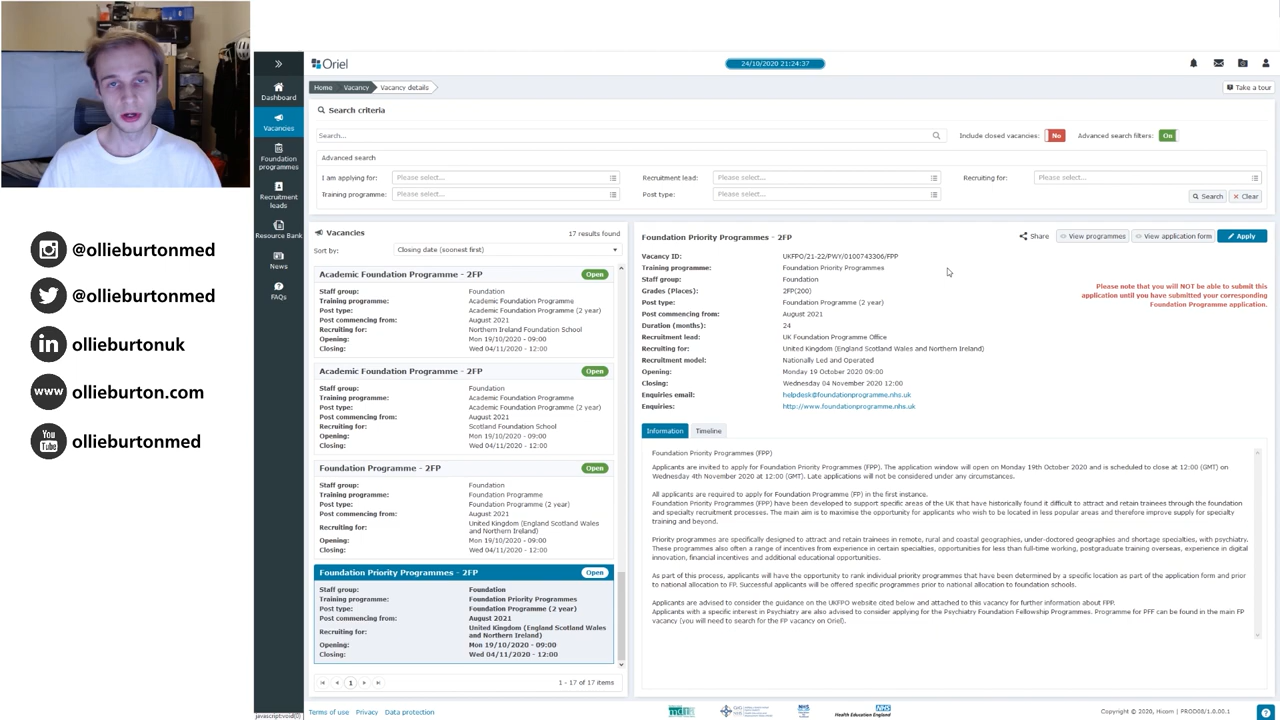 @ollieburtonmed
@ollieburtonmed
in ollieburtonuk
www ollieburton.com
You Tube ollieburtonmed
Oriel
24/10/2020 21:24:37
Dashboard
Vacancies
Foundation
programmes
Recruitment
leads
Resource Bank
News
FAQs
Home Vacancy Vacancy details
Take a tour
Search criteria
Search...
Include closed vacancies: No Advanced search filters: On
Advanced search
I am applying for: Please select... Recruitment lead: Please select... Recruiting for: Please select...
Training programme: Please select... Post type: Please select...
Search Clear
Vacancies 17 results found
Sort by: Closing date (soonest first)
Academic Foundation Programme - 2FP Open
Staff group: Foundation
Training programme: Academic Foundation Programme
Post type: Academic Foundation Programme (2 year)
Post commencing from: August 2021
Recruiting for: Northern Ireland Foundation School
Opening: Mon 19/10/2020 - 09:00
Closing: Wed 04/11/2020 - 12:00
Academic Foundation Programme - 2FP Open
Staff group: Foundation
Training programme: Academic Foundation Programme
Post type: Academic Foundation Programme (2 year)
Post commencing from: August 2021
Recruiting for: Scotland Foundation School
Opening: Mon 19/10/2020 - 09:00
Closing: Wed 04/11/2020 - 12:00
Foundation Programme - 2FP Open
Staff group: Foundation
Training programme: Foundation Programme
Post type: Foundation Programme (2 year)
Post commencing from: August 2021
Recruiting for: United Kingdom (England Scotland Wales
and Northern Ireland)
Opening: Mon 19/10/2020 - 09:00
Closing: Wed 04/11/2020 - 12:00
Foundation Priority Programmes - 2FP Open
Staff group: Foundation
Training programme: Foundation Priority Programmes
Post type: Foundation Programme (2 year)
Post commencing from: August 2021
Recruiting for: United Kingdom (England Scotland Wales
and Northern Ireland)
Opening: Mon 19/10/2020 - 09:00
Closing: Wed 04/11/2020 - 12:00
1 1 - 17 of 17 items
Foundation Priority Programmes - 2FP
Share View programmes View application form Apply
Please note that you will NOT be able to submit this
application until you have submitted your corresponding
Foundation Programme application.
Vacancy ID: UKFPO/21-22/PWY/0100743306/FPP
Training programme: Foundation Priority Programmes
Staff group: Foundation
Grades (Places): 2FP(200)
Post type: Foundation Programme (2 year)
Post commencing from: August 2021
Duration (months): 24
Recruitment lead: UK Foundation Programme Office
Recruiting for: United Kingdom (England Scotland Wales and Northern Ireland)
Recruitment model: Nationally Led and Operated
Opening: Monday 19 October 2020 09:00
Closing: Wednesday 04 November 2020 12:00
Enquiries email: helpdesk@foundationprogramme.nhs.uk
Enquiries: http://www.foundationprogramme.nhs.uk
Information Timeline
Foundation Priority Programmes (FPP)
Applicants are invited to apply for Foundation Priority Programmes (FPP). The application window will open on Monday 19th October 2020 and is scheduled to close at 12:00 (GMT) on
Wednesday 4th November 2020 at 12:00 (GMT). Late applications will not be considered under any circumstances.
All applicants are required to apply for Foundation Programme (FP) in the first instance.
Foundation Priority Programmes (FPP) have been developed to support specific areas of the UK that have historically found it difficult to attract and retain trainees through the foundation
and specialty recruitment processes. The main aim is to maximise the opportunity for applicants who wish to be located in less popular areas and therefore improve supply for specialty
training and beyond.
Priority programmes are specifically designed to attract and retain trainees in remote, rural and coastal geographies, under-doctored geographies and shortage specialties, with psychiatry.
These programmes also often a range of incentives from experience in certain specialties, opportunities for less than full-time working, postgraduate training overseas, experience in digital
innovation, financial incentives and additional educational opportunities.
As part of this process, applicants will have the opportunity to rank individual priority programmes that have been determined by a specific location as part of the application form and prior
to national allocation to FP. Successful applicants will be offered specific programmes prior to national allocation to foundation schools.
Applicants are advised to consider the guidance on the UKFPO website cited below and attached to this vacancy for further information about FPP.
Applicants with a specific interest in Psychiatry are also advised to consider applying for the Psychiatry Foundation Fellowship Programmes. Programme for PFF can be found in the main FP
vacancy (you will need to search for the FP vacancy on Oriel).
javascript:void(0)
Terms of use Privacy Data protection
NHS
Health Education England
Copyright © 2020, Hicom | PROD08/1.0.00.1